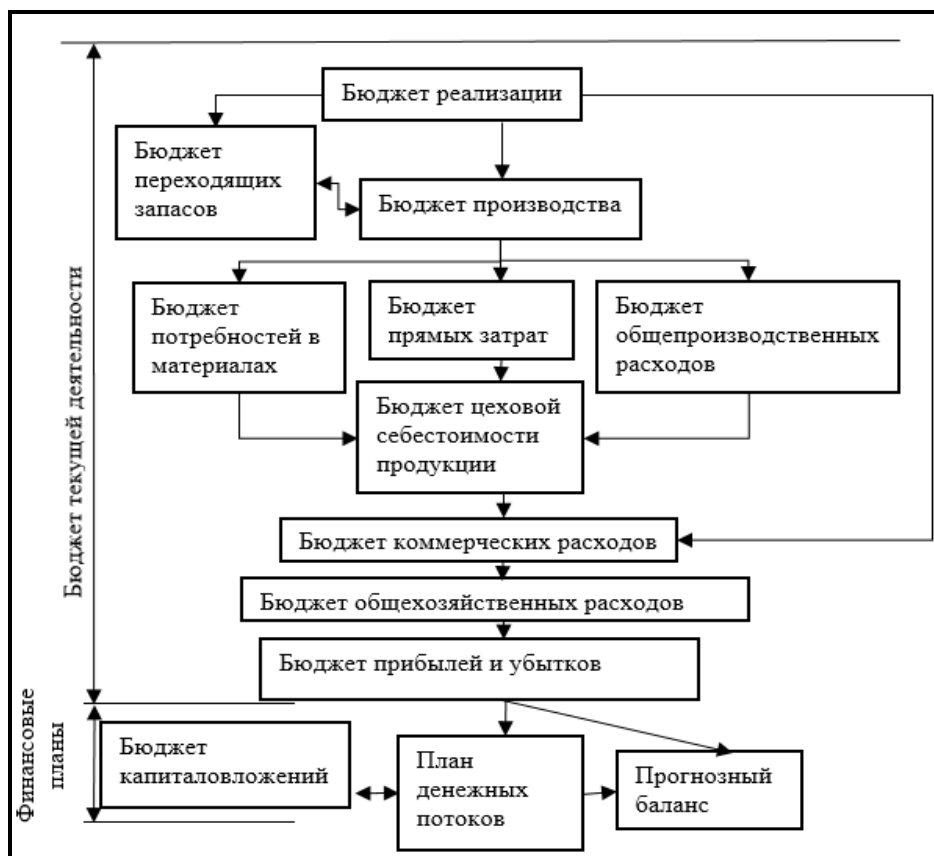 Бюджет реализации
Бюджет
переходящих
запасов
Бюджет производства
Бюджет
потребностей в
материалах
Бюджет
прямых затрат
Бюджет
общепроизводственных
расходов
Бюджет цеховой
себестоимости
продукции
Бюджет коммерческих расходов
Бюджет общехозяйственных расходов
Бюджет прибылей и убытков
Бюджет текущей деятельности
Финансовые
планы
Бюджет
капиталовложений
План
денежных
потоков
Прогнозный
баланс